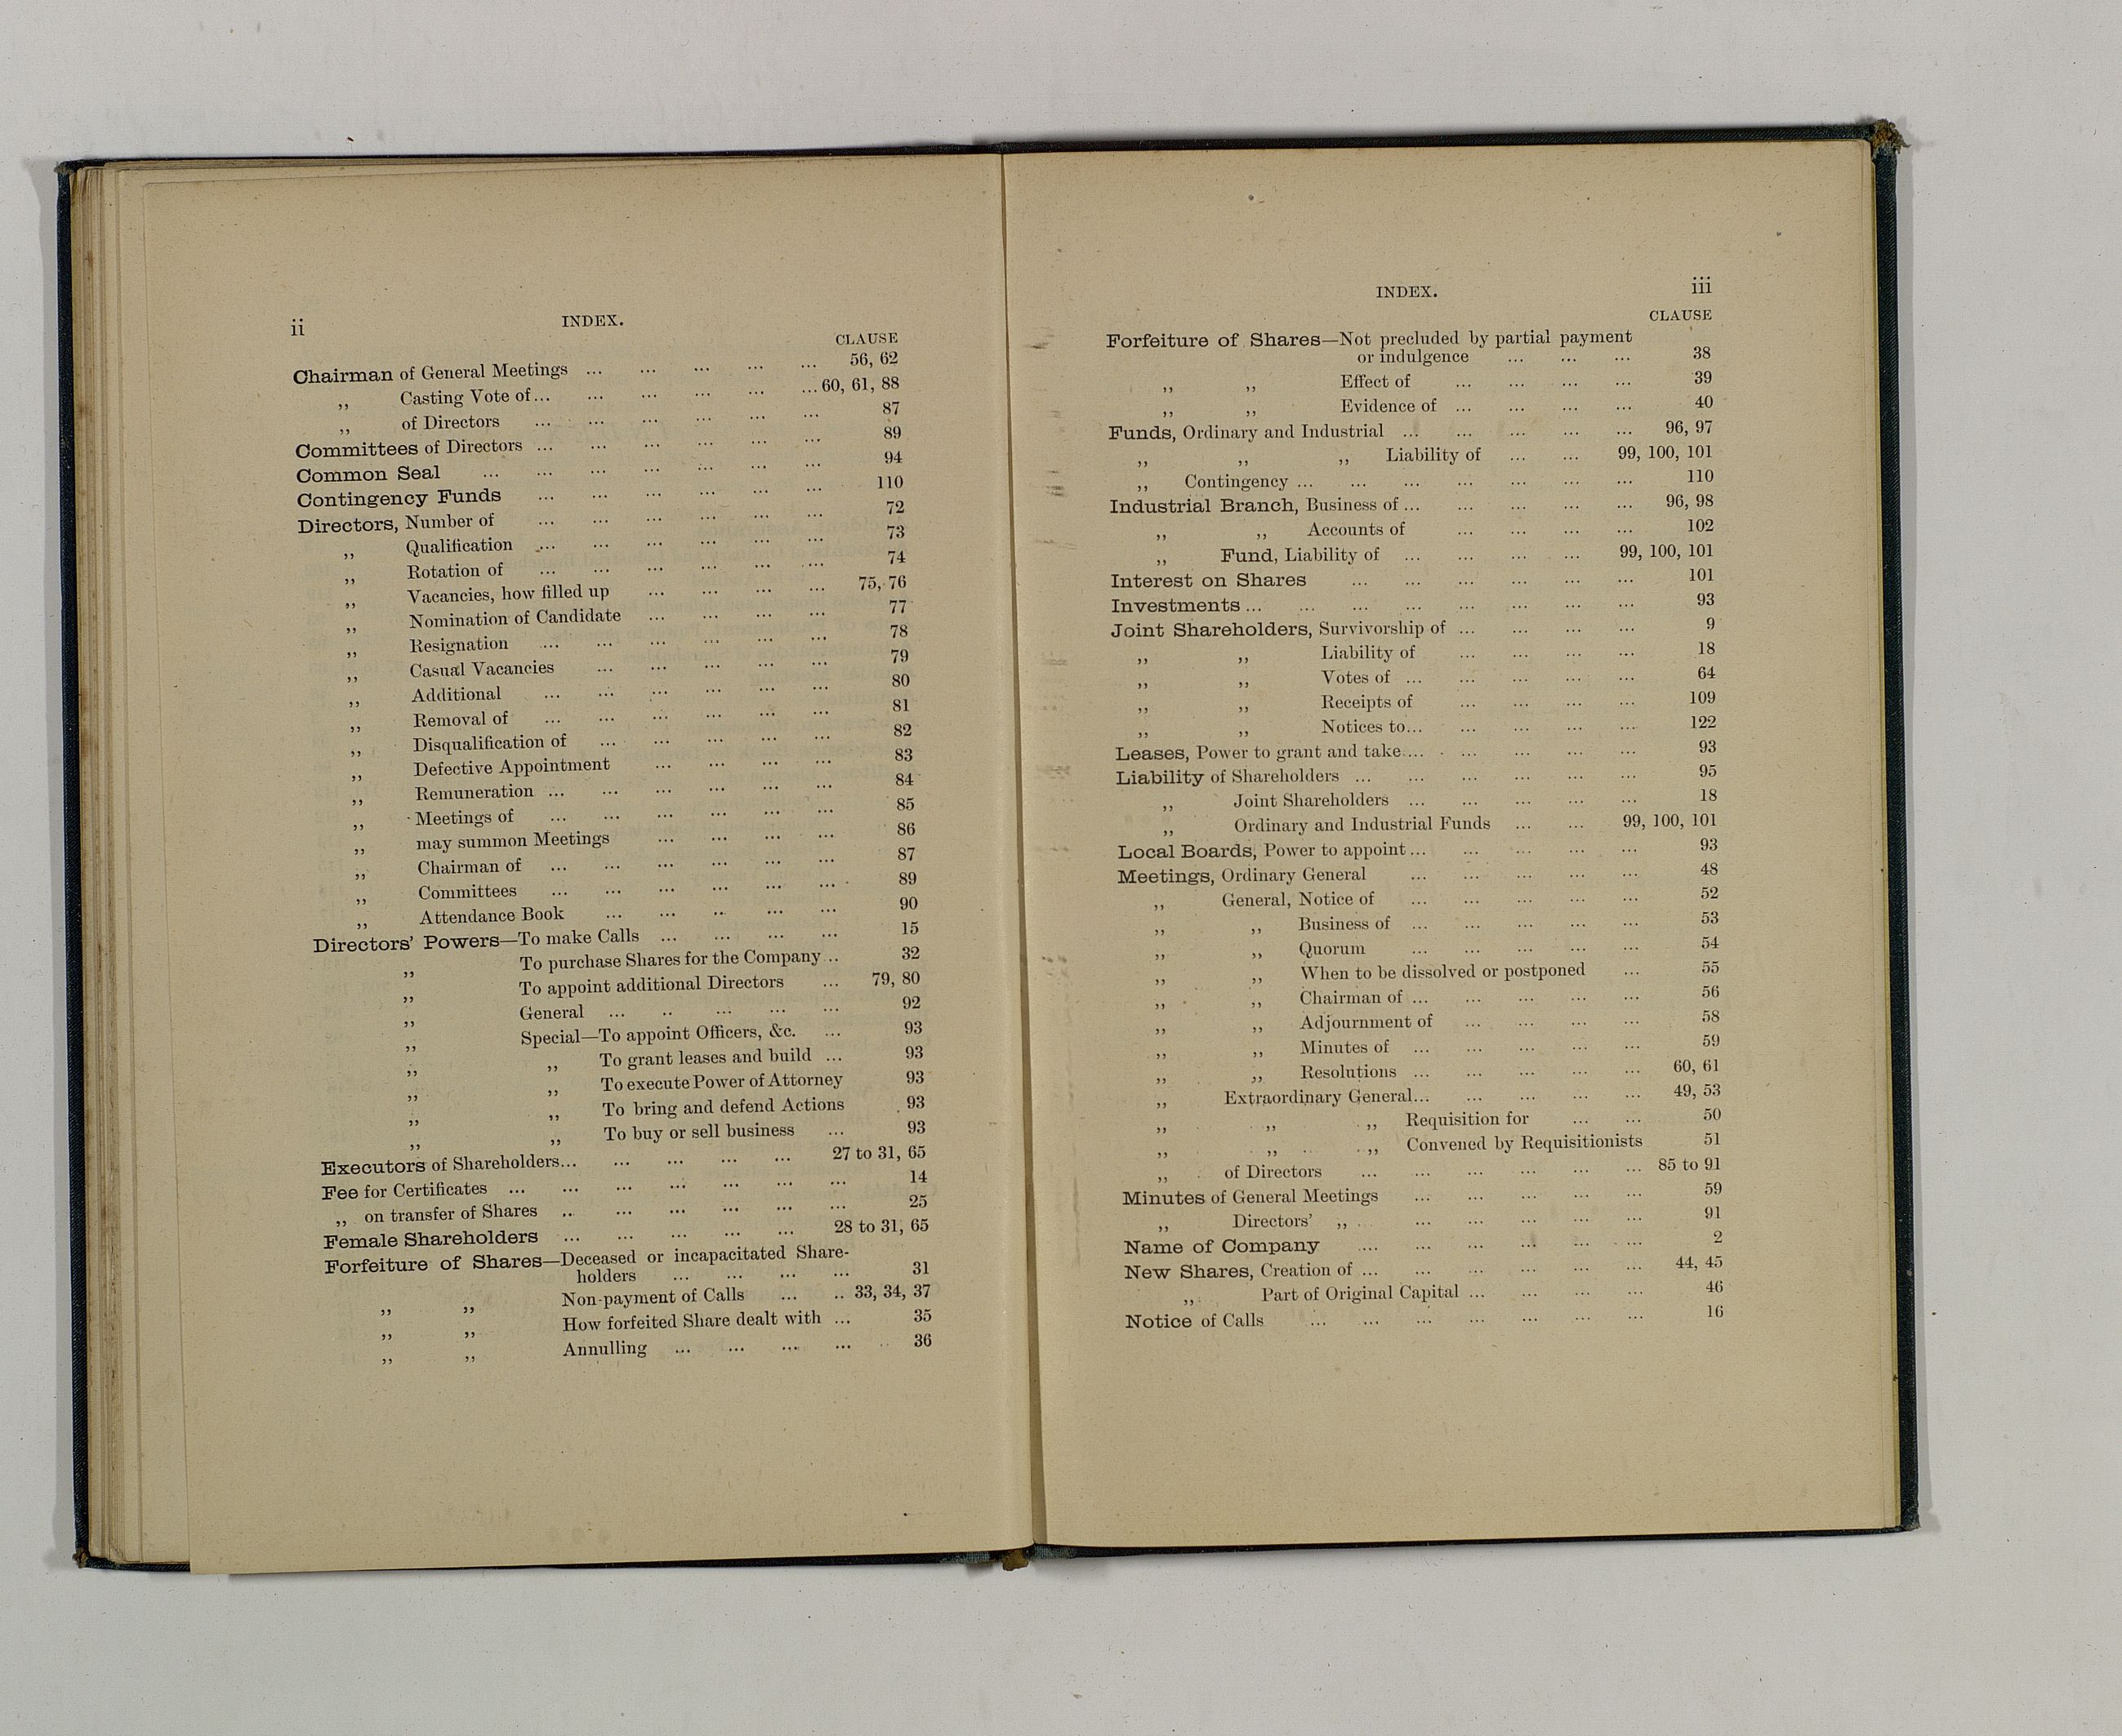 ii INDEX.
CLAUSE
Chairman of General Meetings ... ... ... ... ... 56, 62
,, Casting Vote of... ... ... ... ... ... 60, 61, 88
,, of Directors ... ... ... ... ... ... 87
Committees of Directors ... ... ... ... ... ... 89
Common Seal ... ... ... ... ... ... ... 94
Contingency Funds ... ... ... ... ... ... 110
Directors, Number of ... ... ... ... ... ... 72
,, Qualification ... ... ... ... ... ... 73
,, Rotation of ... ... ... ... ... ... 74
,, Vacancies, how filled up ... ... ... ... 75, 76
,, Nomination of Candidate ... ... ... ... 77
,, Resignation ... ... ... ... ... ... 78
,, Casual Vacancies ... ... ... ... ... 79
,, Additional ... ... ... ... ... ... 80
,, Removal of ... ... ... ... ... ... 81
,, Disqualification of ... ... ... ... ... 82
,, Defective Appointment ... ... ... ... 83
,, Remuneration ... ... ... ... ... ... 84
,, Meetings of ... ... ... ... ... ... 85
,, may summon Meetings ... ... ... ... 86
,, Chairman of ... ... ... ... ... ... 87
,, Committees ... ... ... ... ... ... 89
,, Attendance Book ... ... .. ... ... 90
Directors' Powers—To make Calls ... ... ... ... 15
,, To purchase Shares for the Company... 32
,, To appoint additional Directors ... 79, 80
,, General ... .. ... ... ... 92
,, Special—To appoint Officers, &c. ... 93
,, ,, To grant leases and build ... 93
,, ,, To execute Power of Attorney 93
,, ,, To bring and defend Actions 93
,, ,, To buy or sell business ... 93
Executors of Shareholders... ... ... ... ... 27 to 31, 65
Fee for Certificates ... ... ... ... ... ... ... 14
,, on transfer of Shares .. ... ... ... ... ... 25
Female Shareholders ... ... ... ... ... 28 to 31, 65
Forfeiture of Shares—Deceased or incapacitated Share-
holders ... ... ... ... 31
,, ,, Non-payment of Calls ... .. 33, 34, 37
,, ,, How forfeited Share dealt with ... 35
,, ,, Annulling ... ... ... ... 36
INDEX. iii
CLAUSE
Forfeiture of Shares—Not precluded by partial payment
or indulgence ... ... ... 38
,, ,, Effect of ... ... ... ... 39
,, ,, Evidence of ... ... ... ... 40
Funds, Ordinary and Industrial ... ... ... ... ... 96, 97
,, ,, ,, Liability of ... ... 99, 100, 101
,, Contingency ... ... ... ... ... ... ... 110
Industrial Branch, Business of ... ... ... ... ... 96, 98
,, ,, Accounts of ... ... ... ... 102
,, Fund, Liability of ... ... ... ... 99, 100, 101
Interest on Shares ... ... ... ... ... ... 101
Investments ... ... ... ... ... ... ... ... 93
Joint Shareholders, Survivorship of ... ... ... ... 9
,, ,, Liability of ... ... ... ... 18
,, ,, Votes of ... ... ... ... ... 64
,, ,, Receipts of ... ... ... ... 109
,, ,, Notices to... ... ... ... ... 122
Leases, Power to grant and take.... ... ... ... ... 93
Liability of Shareholders ... ... ... ... ... ... 95
,, Joint Shareholders ... ... ... ... ... 18
,, Ordinary and Industrial Funds ... ... 99, 100, 101
Local Boards, Power to appoint ... ... ... ... ... 93
Meetings, Ordinary General ... ... ... ... ... 48
,, General, Notice of ... ... ... ... ... 52
,, ,, Business of ... ... ... ... ... 53
,, ,, Quorum ... ... ... ... ... 54
,, ,, When to be dissolved or postponed ... 55
,, ,, Chairman of ... ... ... ... ... 56
,, ,, Adjournment of ... ... ... ... 58
,, ,, Minutes of ... ... ... ... ... 59
,, ,, Resolutions ... ... ... ... ... 60, 61
,, Extraordinary General... ... ... ... ... 49, 53
,, ,, ,, Requisition for ... ... 50
,, ,, ,, Convened by Requisitionists 51
,, of Directors ... ... ... ... ... ... 85 to 91
Minutes of General Meetings ... ... ... ... ... 59
,, Directors' ,, ... ... ... ... ... 91
Name of Company ... ... ... ... ... ... 2
New Shares, Creation of ... ... ... ... ... ... 44, 45
,, Part of Original Capital ... ... ... ... 46
Notice of Calls ... ... ... ... ... ... ... 16